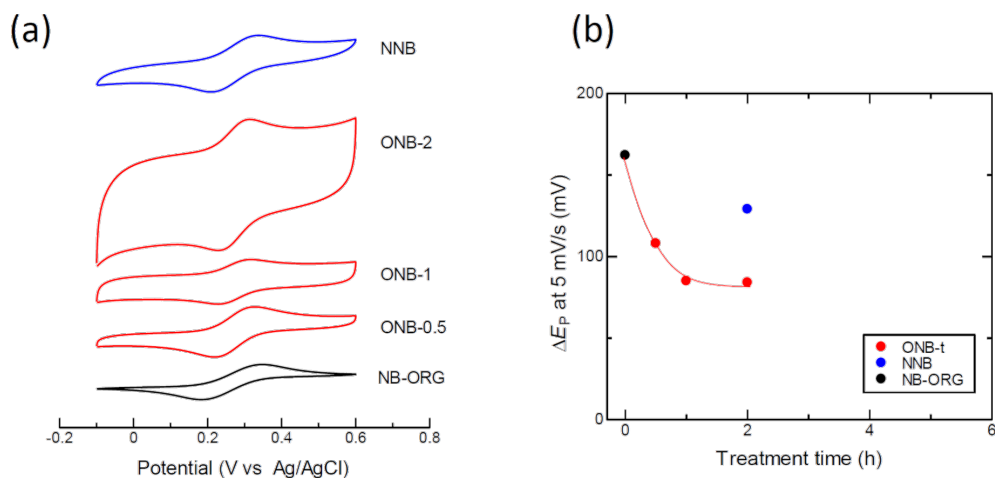 (a)
NNB
ONB-2
ONB-1
ONB-0.5
NB-ORG
-0.2 0 0.2 0.4 0.6 0.8
Potential (V vs Ag/AgCl)
(b)
200
100
0
ΔEP at 5 mV/s (mV)
ONB-t
NNB
NB-ORG
0 2 4 6
Treatment time (h)